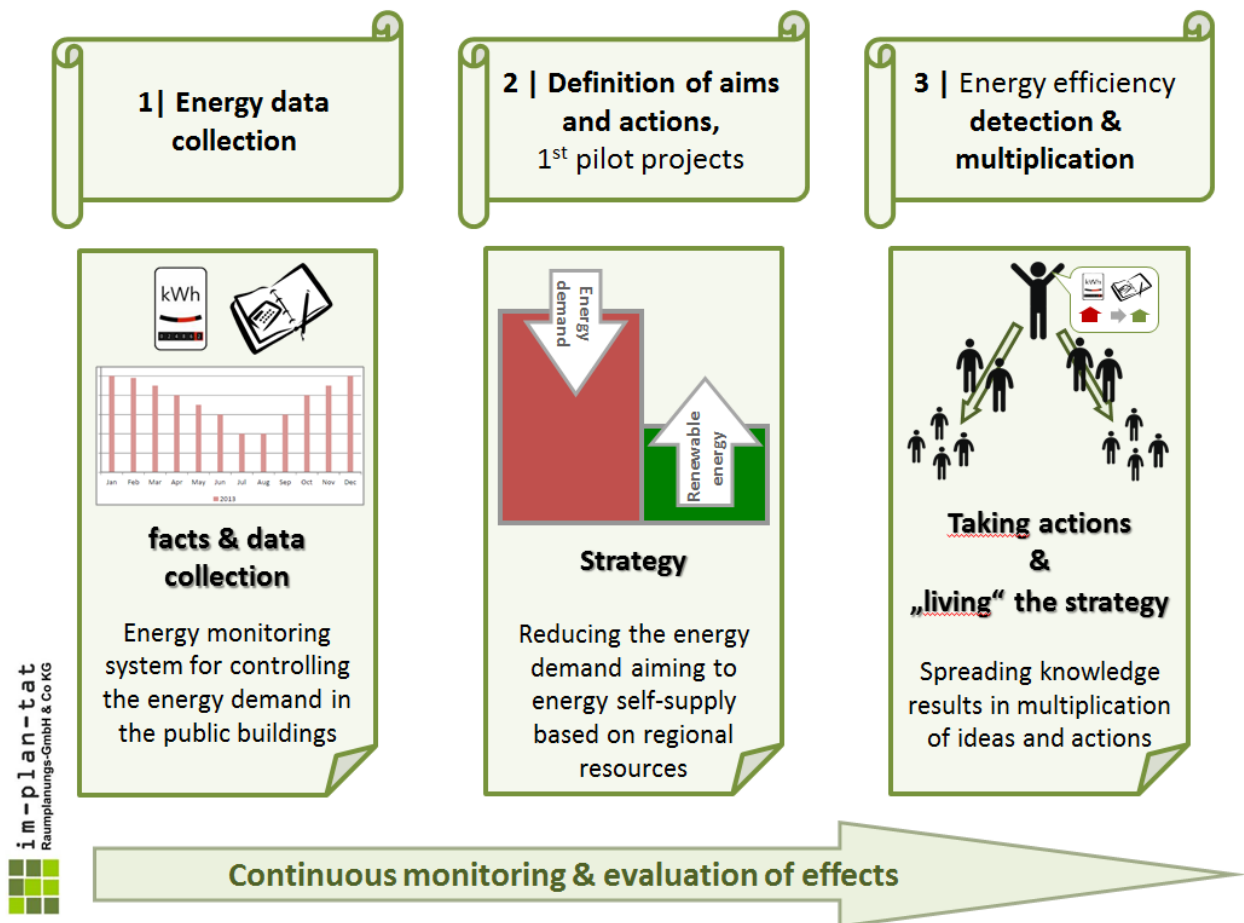 1| Energy data
collection
2 | Definition of aims
and actions,
1st pilot projects
3 | Energy efficiency
detection &
multiplication
kWh
Jan Feb Mar Apr May Jun Jul Aug Sep Oct Nov Dec
2013
facts & data
collection
Energy monitoring
system for controlling
the energy demand in
the public buildings
Energy
demand
Renewable
energy
Strategy
Reducing the energy
demand aiming to
energy self-supply
based on regional
resources
kWh
Taking actions
&
„living“ the strategy
Spreading knowledge
results in multiplication
of ideas and actions
im-plan-tat
Raumplanungs-GmbH & Co KG
Continuous monitoring & evaluation of effects